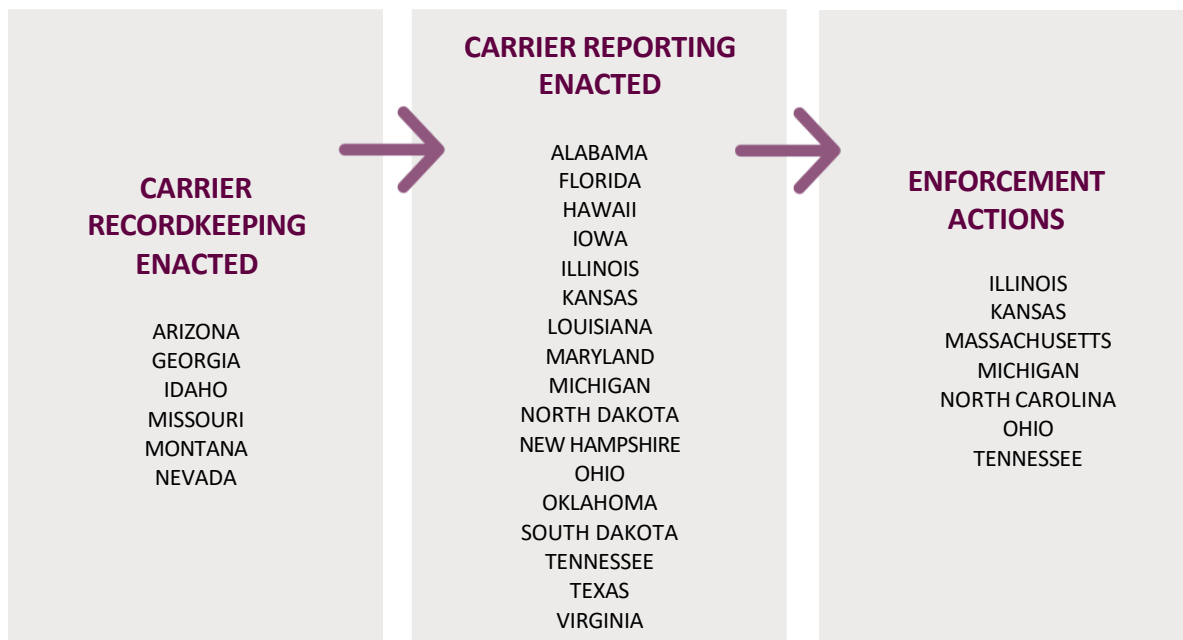 CARRIER
RECORDKEEPING
ENACTED
ARIZONA
GEORGIA
IDAHO
MISSOURI
MONTANA
NEVADA
CARRIER REPORTING
ENACTED
ALABAMA
FLORIDA
HAWAII
IOWA
ILLINOIS
KANSAS
LOUISIANA
MARYLAND
MICHIGAN
NORTH DAKOTA
NEW HAMPSHIRE
OHIO
OKLAHOMA
SOUTH DAKOTA
TENNESSEE
TEXAS
VIRGINIA
ENFORCEMENT
ACTIONS
ILLINOIS
KANSAS
MASSACHUSETTS
MICHIGAN
NORTH CAROLINA
OHIO
TENNESSEE